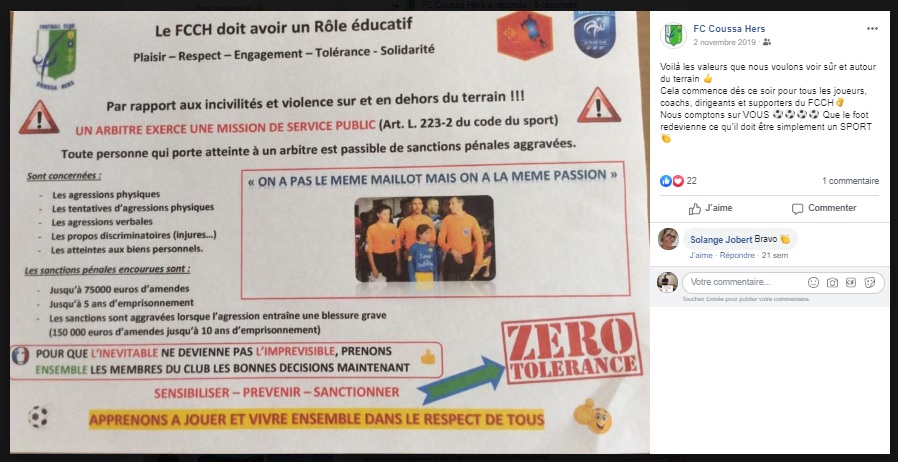 FOOTBALL CLUB
COUSSA HERS
Le FCCH doit avoir un Rôle éducatif
Plaisir – Respect – Engagement – Tolérance - Solidarité
Par rapport aux incivilités et violence sur et en dehors du terrain !!!
UN ARBITRE EXERCE UNE MISSION DE SERVICE PUBLIC (Art. L. 223-2 du code du sport)
Toute personne qui porte atteinte à un arbitre est passible de sanctions pénales aggravées.
Sont concernées :
- Les agressions physiques
- Les tentatives d'agressions physiques
- Les agressions verbales
- Les propos discriminatoires (injures...)
- Les atteintes aux biens personnels.
« ON A PAS LE MEME MAILLOT MAIS ON A LA MEME PASSION »
Les sanctions pénales encourues sont :
- Jusqu'à 75000 euros d'amendes
- Jusqu'à 5 ans d'emprisonnement
- Les sanctions sont aggravées lorsque l'agression entraîne une blessure grave
(150 000 euros d'amendes jusqu'à 10 ans d'emprisonnement)
POUR QUE L'INEVITABLE NE DEVIENNE PAS L'IMPREVISIBLE, PRENONS
ENSEMBLE LES MEMBRES DU CLUB LES BONNES DECISIONS MAINTENANT
ZERO
TOLERANCE
SENSIBILISER – PREVENIR – SANCTIONNER
APPRENONS A JOUER ET VIVRE ENSEMBLE DANS LE RESPECT DE TOUS
FC Coussa Hers
2 novembre 2019
Voilà les valeurs que nous voulons voir sûr et autour
du terrain 👍
Cela commence dès ce soir pour tous les joueurs,
coachs, dirigeants et supporters du FCCH👌
Nous comptons sur VOUS ⚽⚽⚽⚽ Que le foot
redevienne ce qu'il doit être simplement un SPORT
👏
22
1 commentaire
J'aime
Commenter
Solange Jobert Bravo 👏
J'aime · Répondre · 21 sem
Votre commentaire...
GIF
Touchez Entrée pour publier votre commentaire.